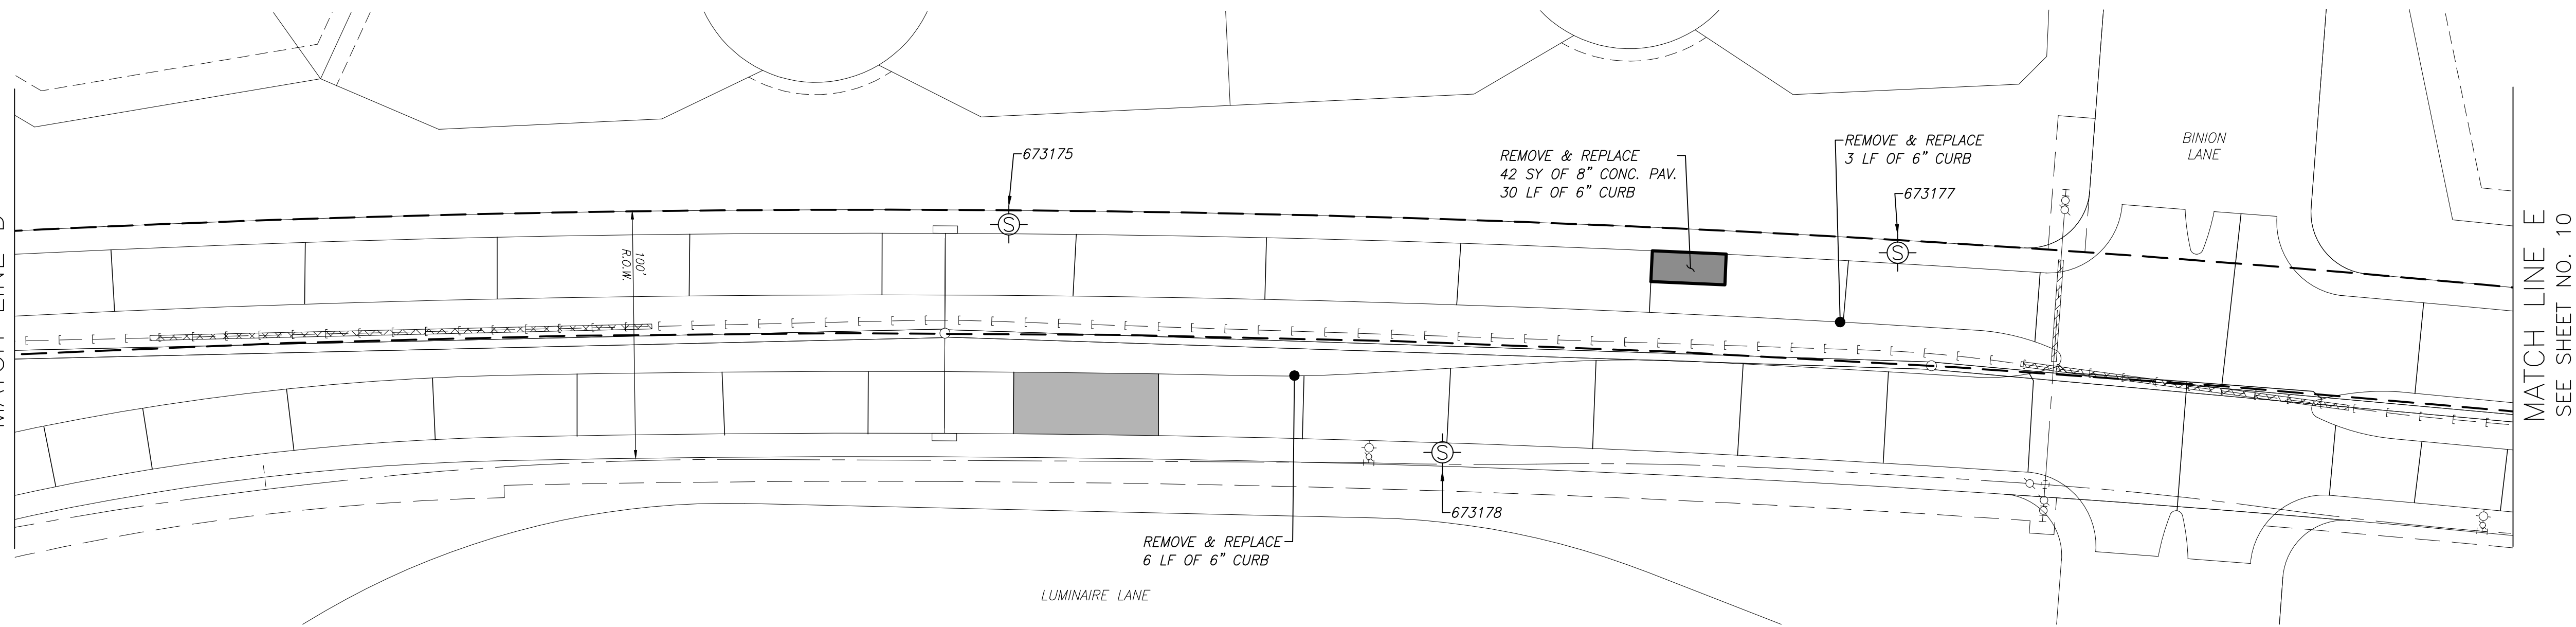 673175
REMOVE & REPLACE
42 SY OF 8" CONC. PAV.
30 LF OF 6" CURB
REMOVE & REPLACE
3 LF OF 6" CURB
673177
BINION
LANE
100'
R.O.W.
S
S
S
673178
REMOVE & REPLACE
6 LF OF 6" CURB
LUMINAIRE LANE
MATCH LINE E
SEE SHEET NO. 10